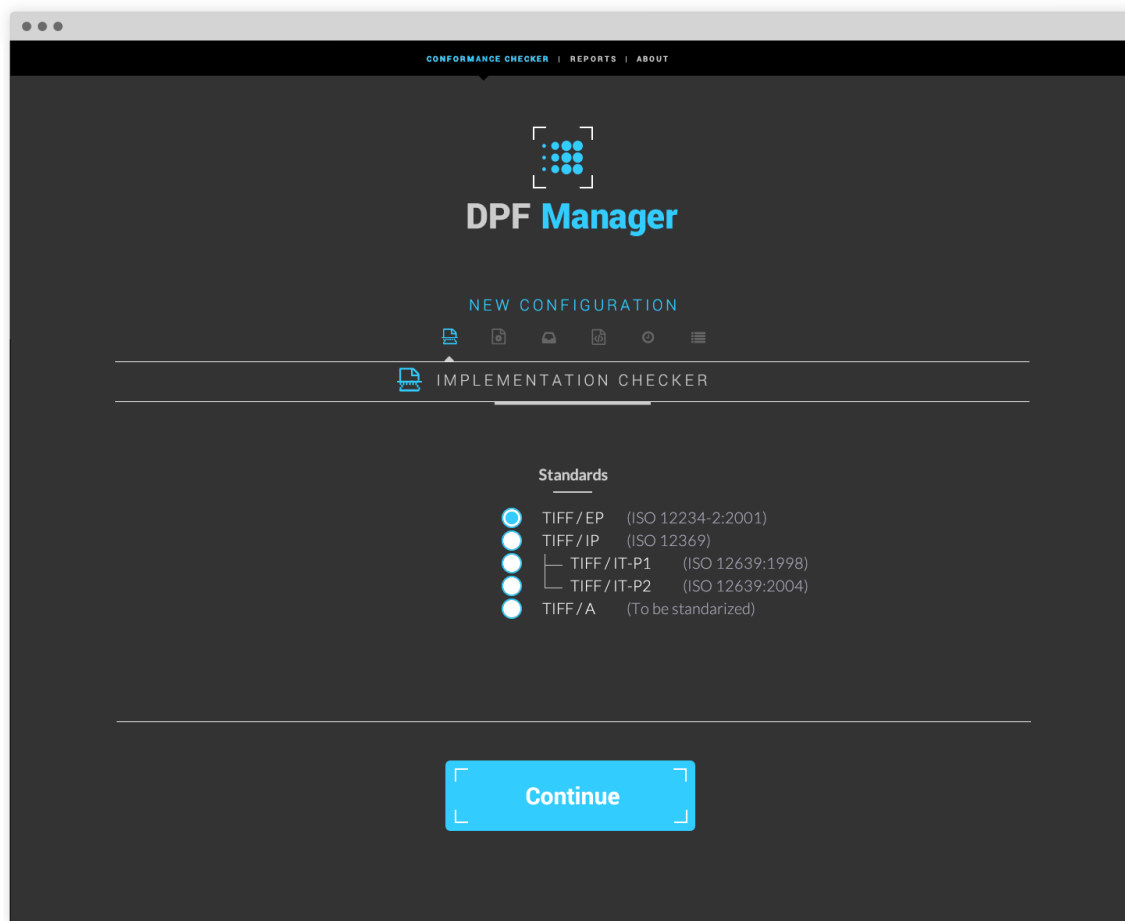 CONFORMANCE CHECKER | REPORTS | ABOUT
DPF Manager
NEW CONFIGURATION
IMPLEMENTATION CHECKER
Standards
TIFF/EP (ISO 12234-2:2001)
TIFF/IP (ISO 12369)
TIFF/IT-P1 (ISO 12639:1998)
TIFF/IT-P2 (ISO 12639:2004)
TIFF/A (To be standarized)
Continue